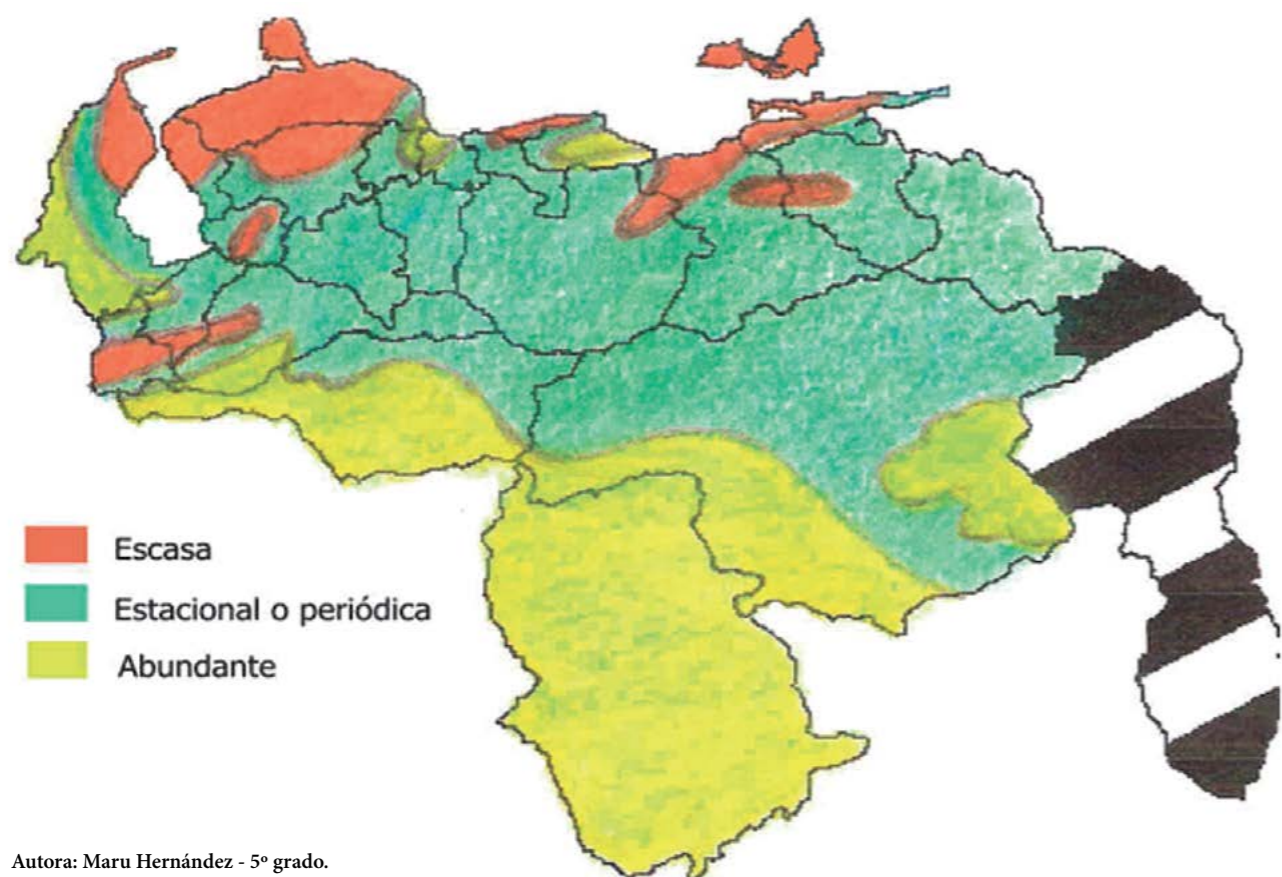 Escasa
Estacional o periódica
Abundante
Autora: Maru Hernández - 5º grado.